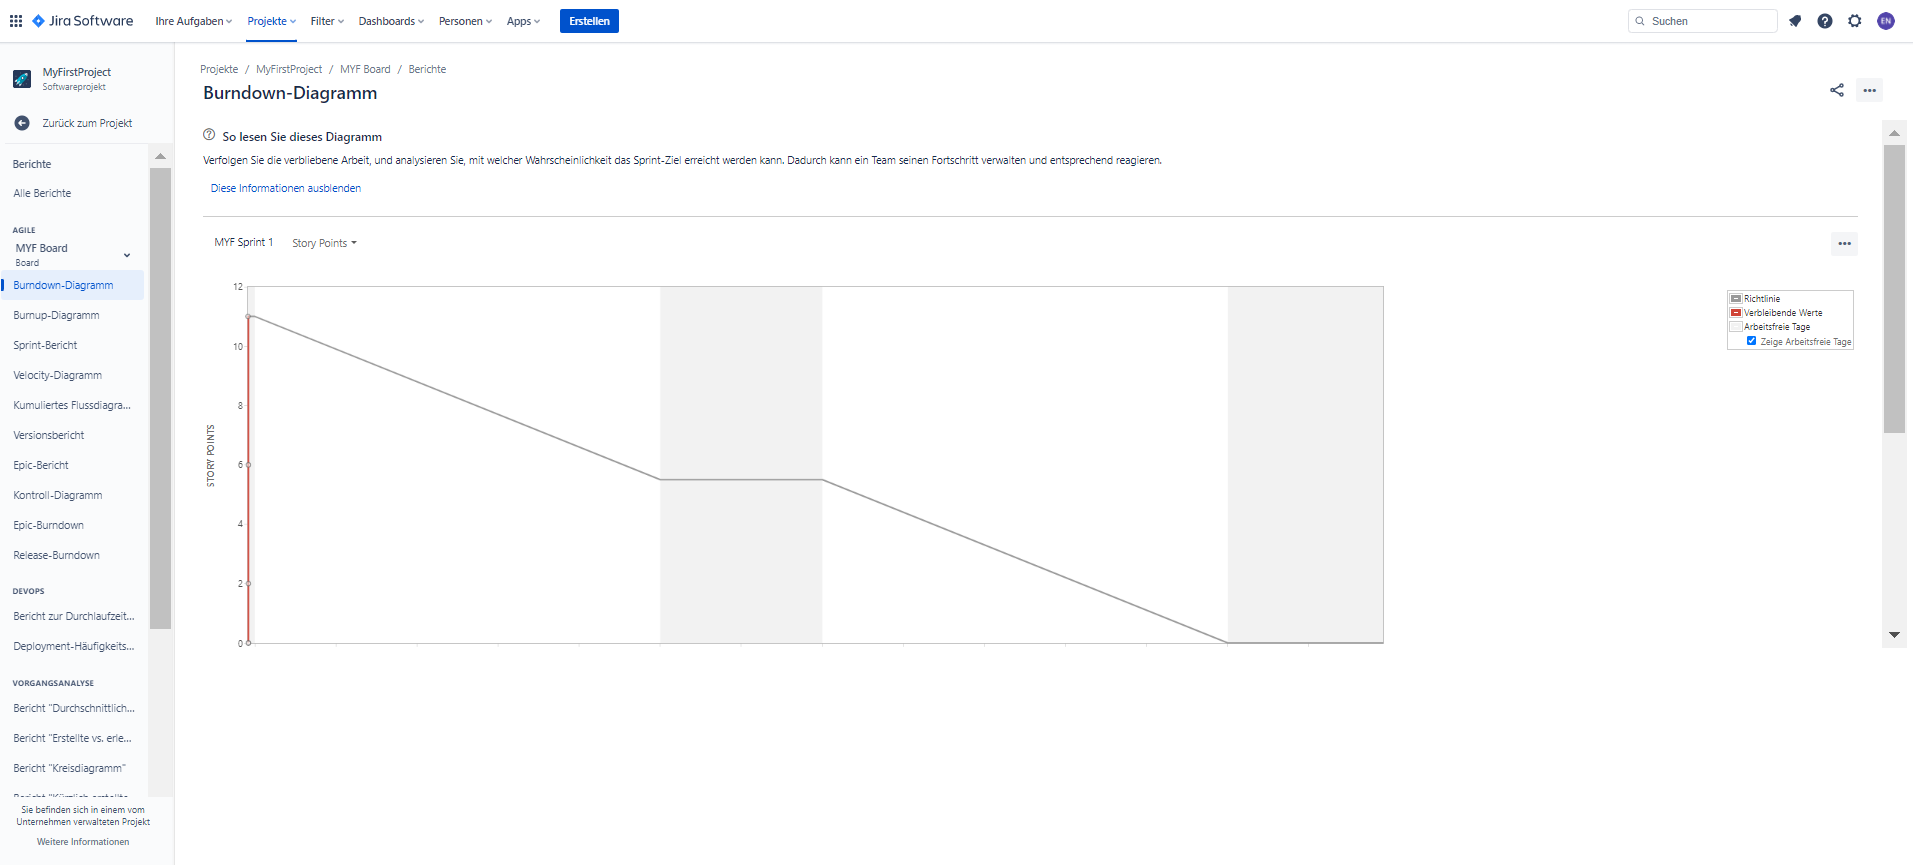 Jira Software
Ihre Aufgaben
Projekte
Filter
Dashboards
Personen
Apps
Erstellen
Suchen
EN
MyFirstProject
Softwareprojekt
Zurück zum Projekt
Berichte
Alle Berichte
AGILE
MYF Board
Board
Burndown-Diagramm
Burnup-Diagramm
Sprint-Bericht
Velocity-Diagramm
Kumuliertes Flussdiagra...
Versionsbericht
Epic-Bericht
Kontroll-Diagramm
Epic-Burndown
Release-Burndown
DEVOPS
Bericht zur Durchlaufzeit...
Deployment-Häufigkeits...
VORGANGSANALYSE
Bericht "Durchschnittlich...
Bericht "Erstellte vs. erle...
Bericht "Kreisdiagramm"
Sie befinden sich in einem vom
Unternehmen verwalteten Projekt
Weitere Informationen
Projekte / MyFirstProject / MYF Board / Berichte
Burndown-Diagramm
So lesen Sie dieses Diagramm
Verfolgen Sie die verbliebene Arbeit, und analysieren Sie, mit welcher Wahrscheinlichkeit das Sprint-Ziel erreicht werden kann. Dadurch kann ein Team seinen Fortschritt verwalten und entsprechend reagieren.
Diese Informationen ausblenden
MYF Sprint 1
Story Points
STORY POINTS
12
10
8
6
4
2
0
Richtlinie
Verbleibende Werte
Arbeitsfreie Tage
Zeige Arbeitsfreie Tage